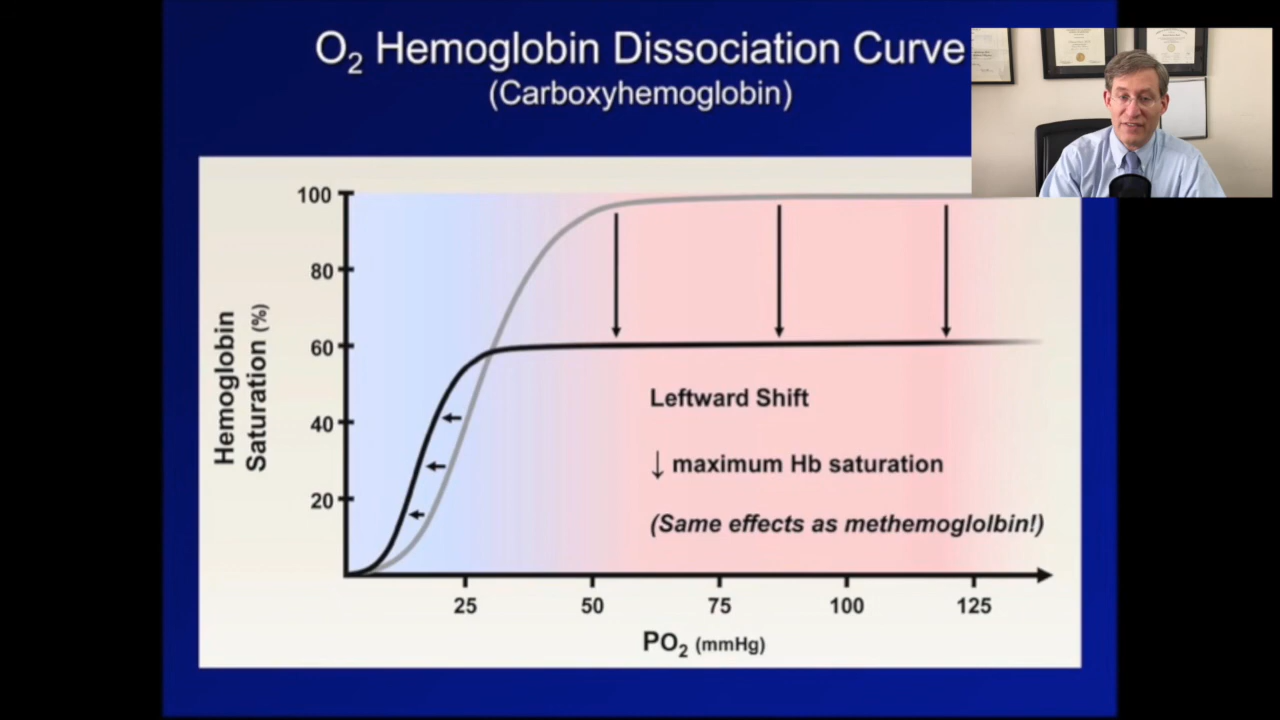 O₂ Hemoglobin Dissociation Curve
(Carboxyhemoglobin)
Hemoglobin
Saturation (%)
100
80
60
40
20
Leftward Shift
↓ maximum Hb saturation
(Same effects as methemoglolbin!)
25 50 75 100 125
PO₂ (mmHg)